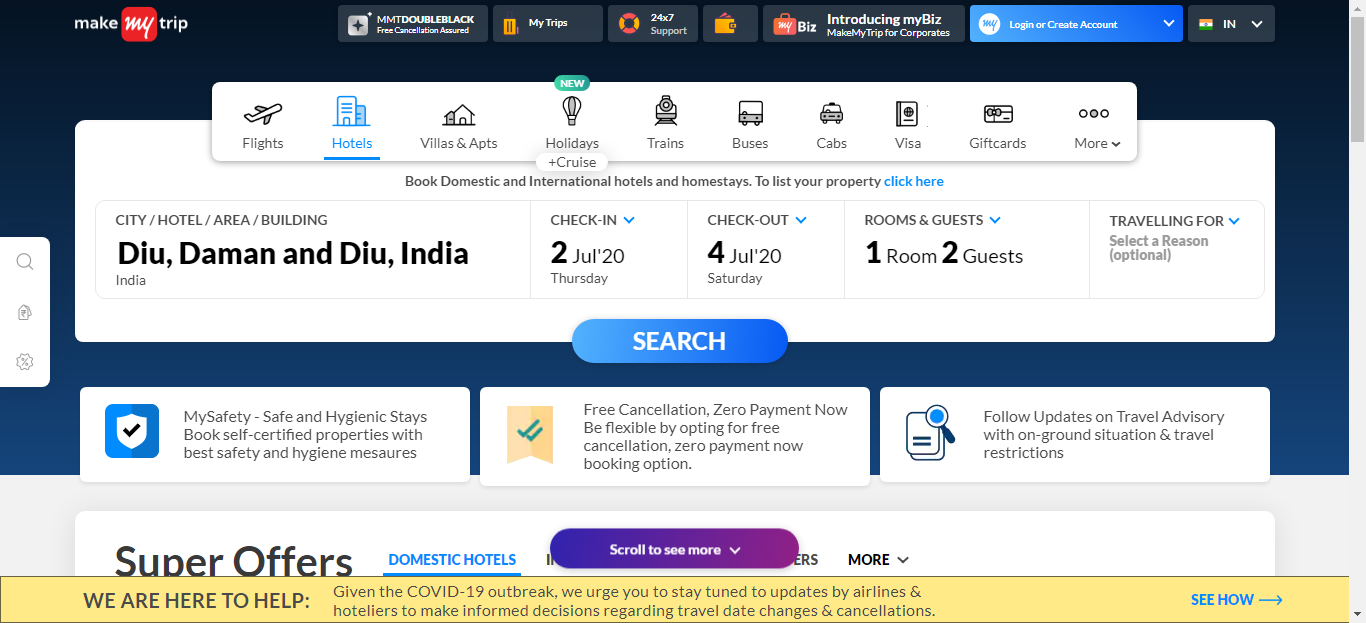 make my trip
MMTDOUBLEBLACK
Free Cancellation Assured
My Trips
24x7
Support
my Biz
Introducing myBiz
MakeMyTrip for Corporates
my
Login or Create Account
IN
NEW
Flights
Hotels
Villas & Apts
Holidays
+Cruise
Trains
Buses
Cabs
Visa
Giftcards
More
Book Domestic and International hotels and homestays. To list your property click here
CITY / HOTEL / AREA / BUILDING
Diu, Daman and Diu, India
India
CHECK-IN
2 Jul'20
Thursday
CHECK-OUT
4 Jul'20
Saturday
ROOMS & GUESTS
1 Room 2 Guests
TRAVELLING FOR
Select a Reason
(optional)
SEARCH
MySafety - Safe and Hygienic Stays
Book self-certified properties with
best safety and hygiene mesaures
Free Cancellation, Zero Payment Now
Be flexible by opting for free
cancellation, zero payment now
booking option.
Follow Updates on Travel Advisory
with on-ground situation & travel
restrictions
Super Offers
DOMESTIC HOTELS
Scroll to see more
ERS
MORE
WE ARE HERE TO HELP:
Given the COVID-19 outbreak, we urge you to stay tuned to updates by airlines &
hoteliers to make informed decisions regarding travel date changes & cancellations.
SEE HOW